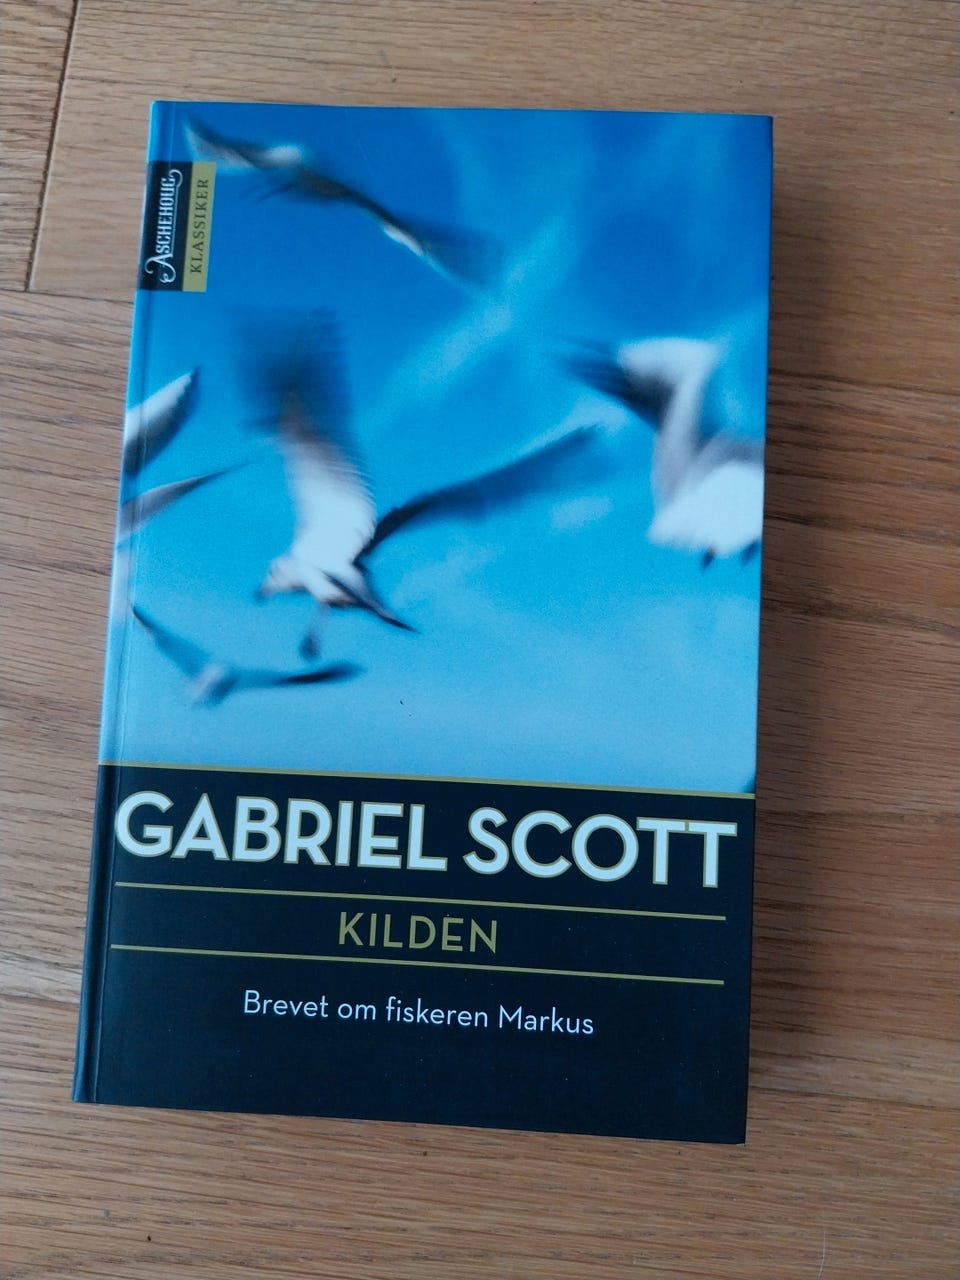 ASCHEHOUG
KLASSIKER
GABRIEL SCOTT
KILDEN
Brevet om fiskeren Markus